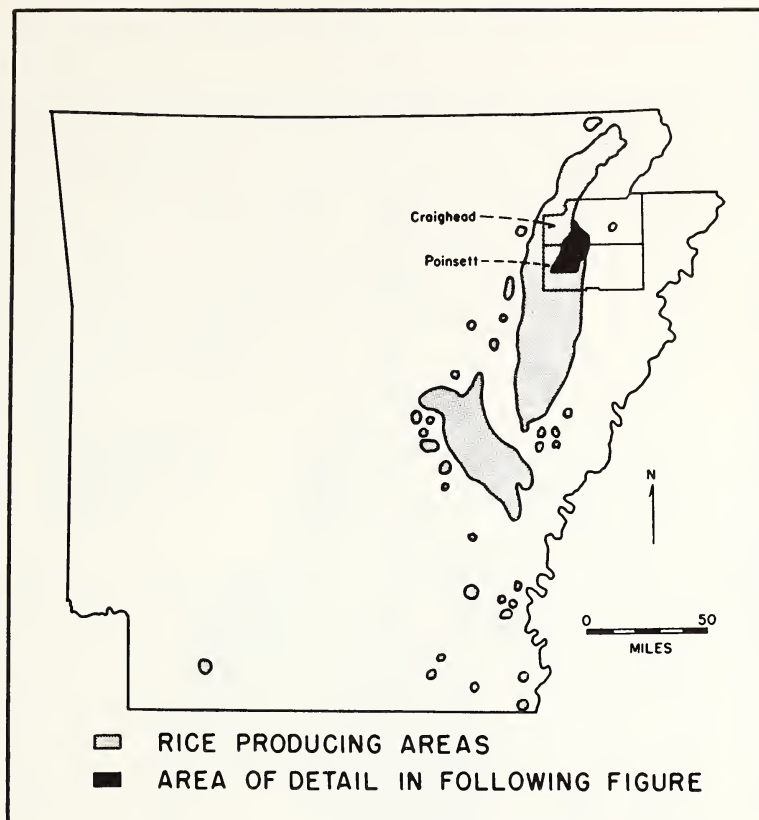 Craighead
Poinsett
N
0 50
MILES
RICE PRODUCING AREAS
AREA OF DETAIL IN FOLLOWING FIGURE